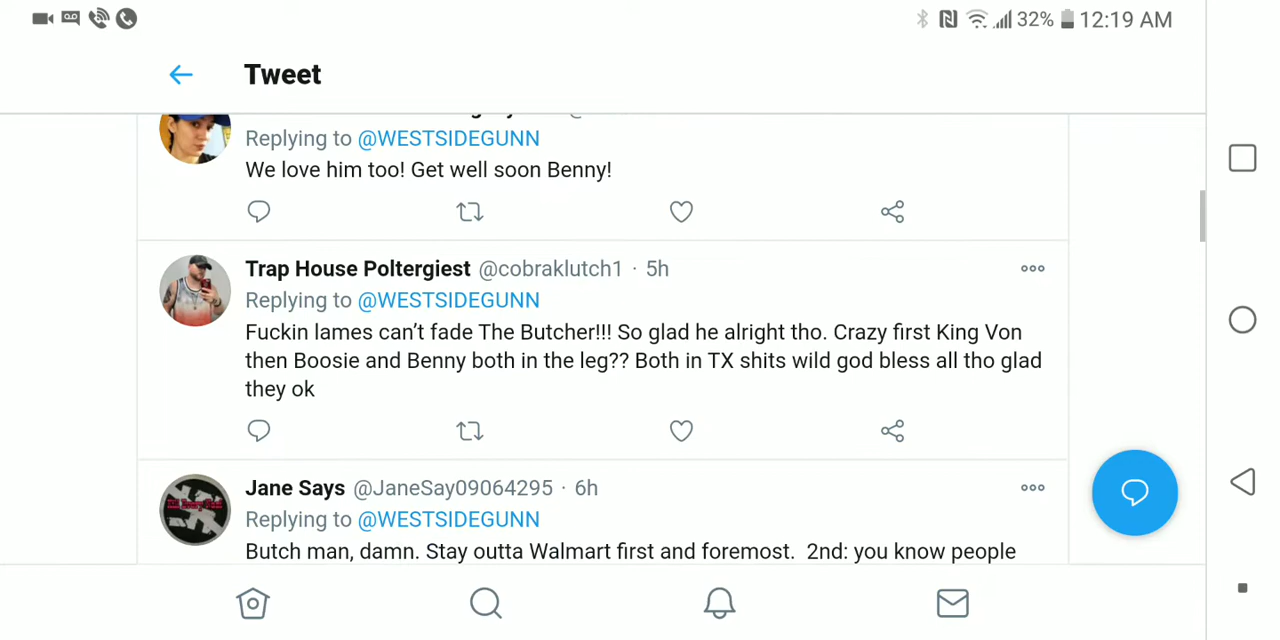 32% 12:19 AM
Tweet
Replying to @WESTSIDEGUNN
We love him too! Get well soon Benny!
Trap House Poltergiest @cobraklutch1 · 5h
Replying to @WESTSIDEGUNN
Fuckin lames can't fade The Butcher!!! So glad he alright tho. Crazy first King Von
then Boosie and Benny both in the leg?? Both in TX shits wild god bless all tho glad
they ok
Jane Says @JaneSay09064295 · 6h
Replying to @WESTSIDEGUNN
Butch man, damn. Stay outta Walmart first and foremost.  2nd: you know people